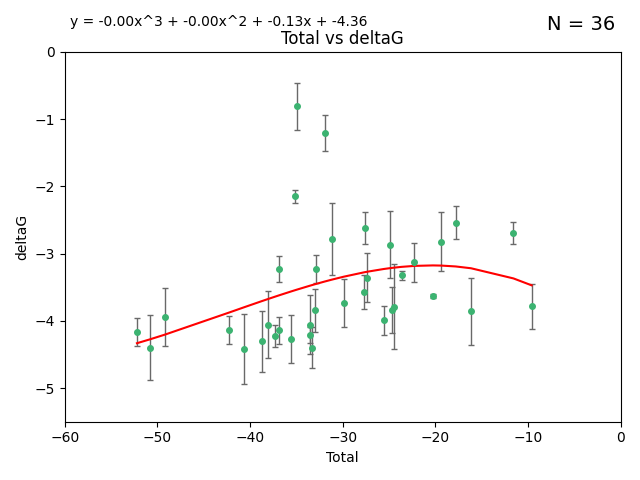 y = -0.00x^3 + -0.00x^2 + -0.13x + -4.36
N = 36
Total vs deltaG
0
−1
−2
−3
−4
−5
deltaG
−60 −50 −40 −30 −20 −10 0
Total